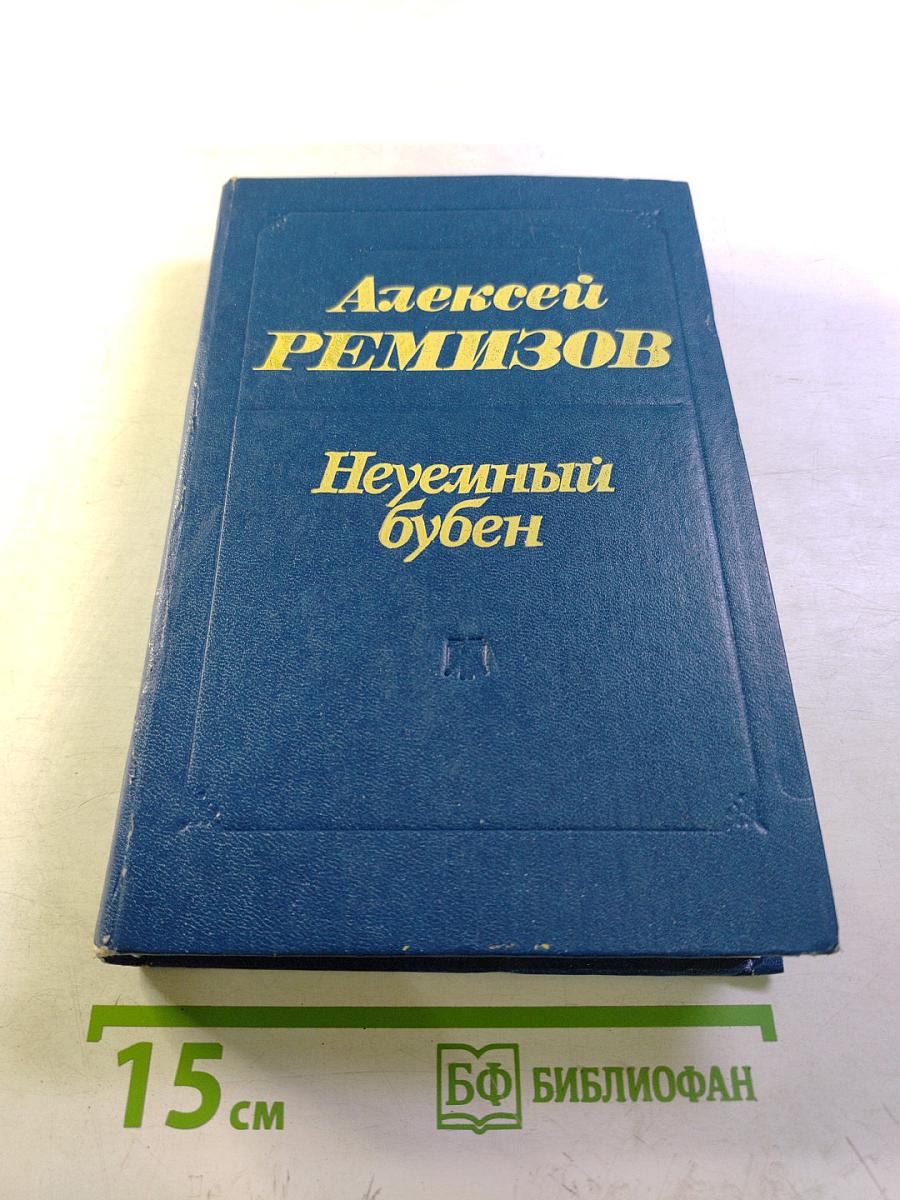 Алексей
РЕМИЗОВ
Неуемный
бубен
15 см
БФ БИБЛИОФАН